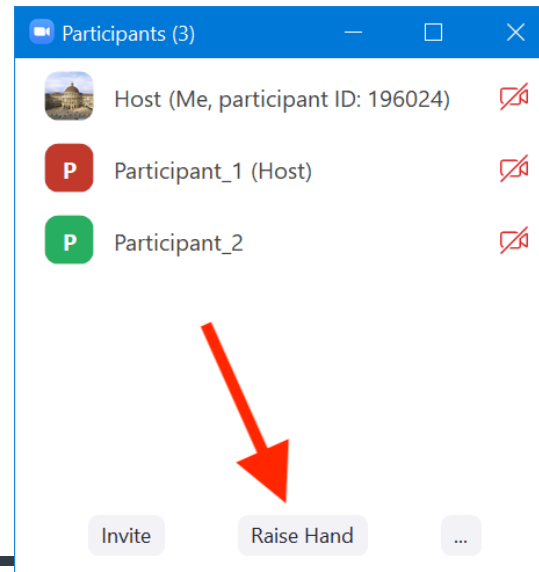 Participants (3)
Host (Me, participant ID: 196024)
P Participant_1 (Host)
P Participant_2
Invite Raise Hand ...